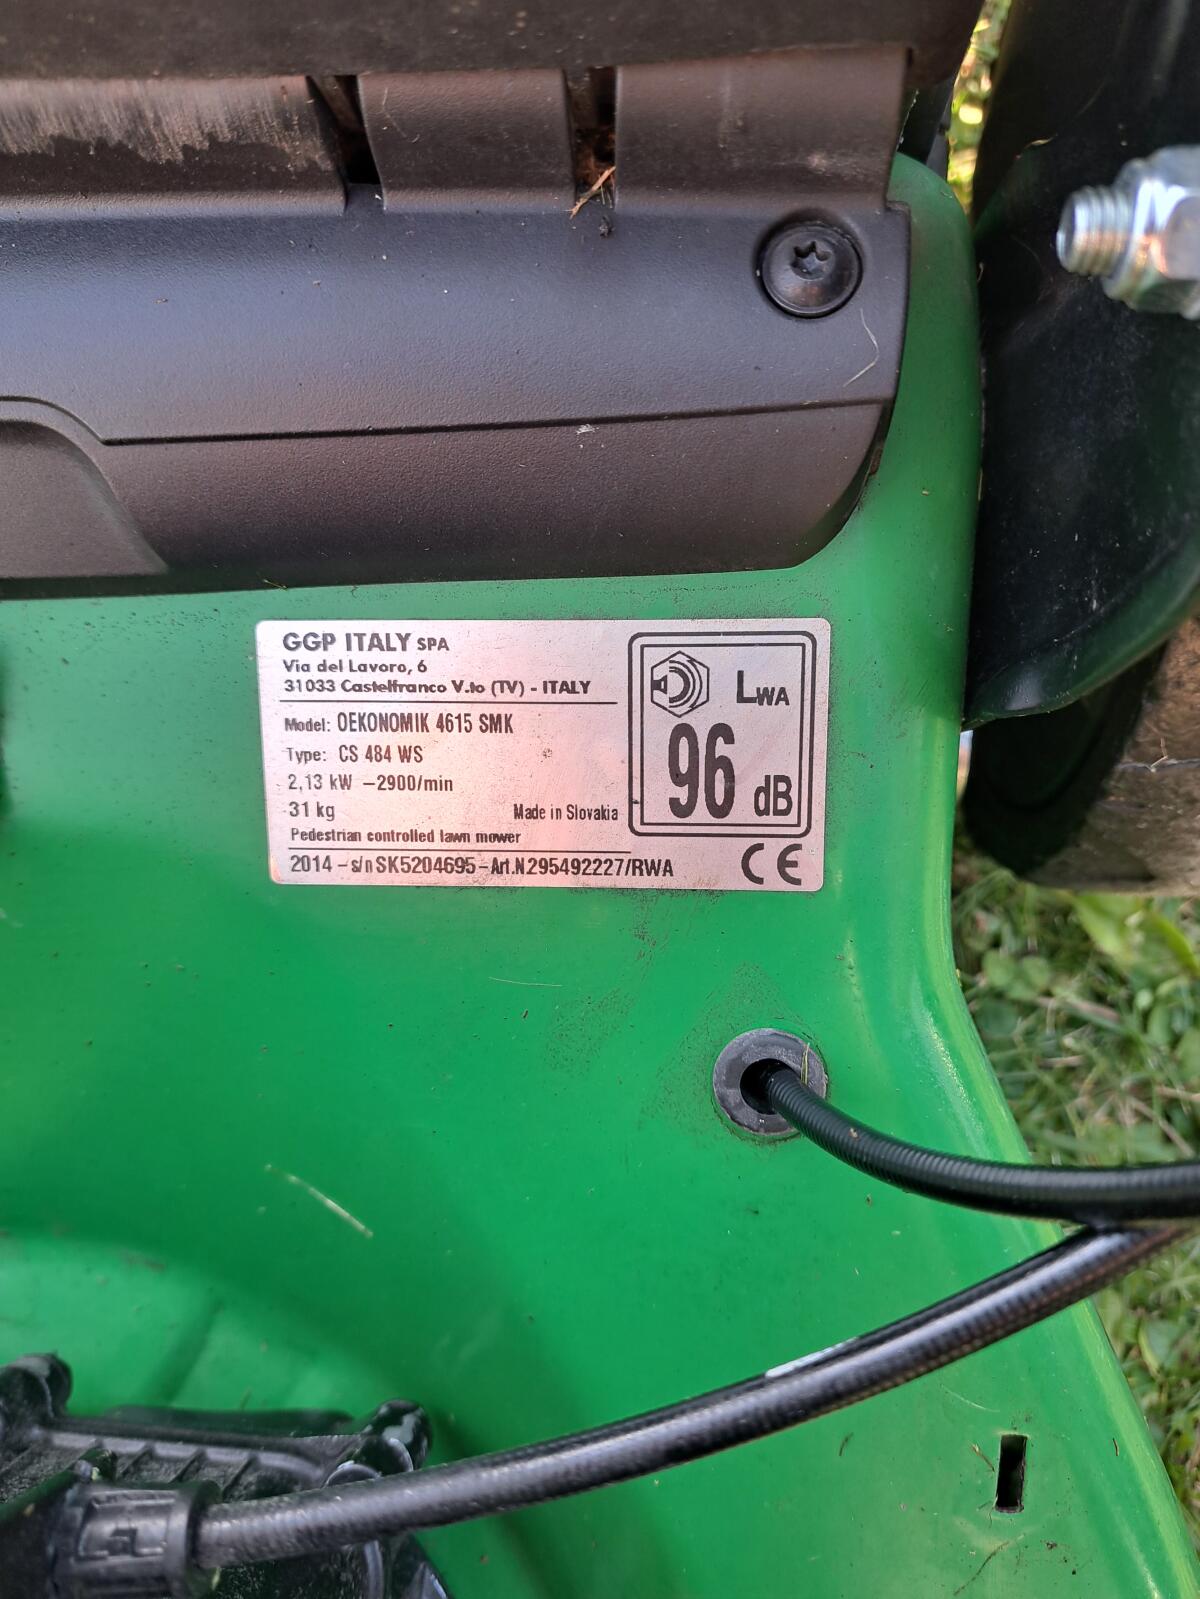 GGP ITALY SPA
Via del Lavoro, 6
31033 Castelfranco V.to (TV) - ITALY
Model: OEKONOMIK 4615 SMK
Type: CS 484 WS
2,13 kW -2900/min
31 kg
Made in Slovakia
Pedestrian controlled lawn mower
2014 - s/n SK5204695 - Art.N295492227/RWA
LWA
96 dB
CE